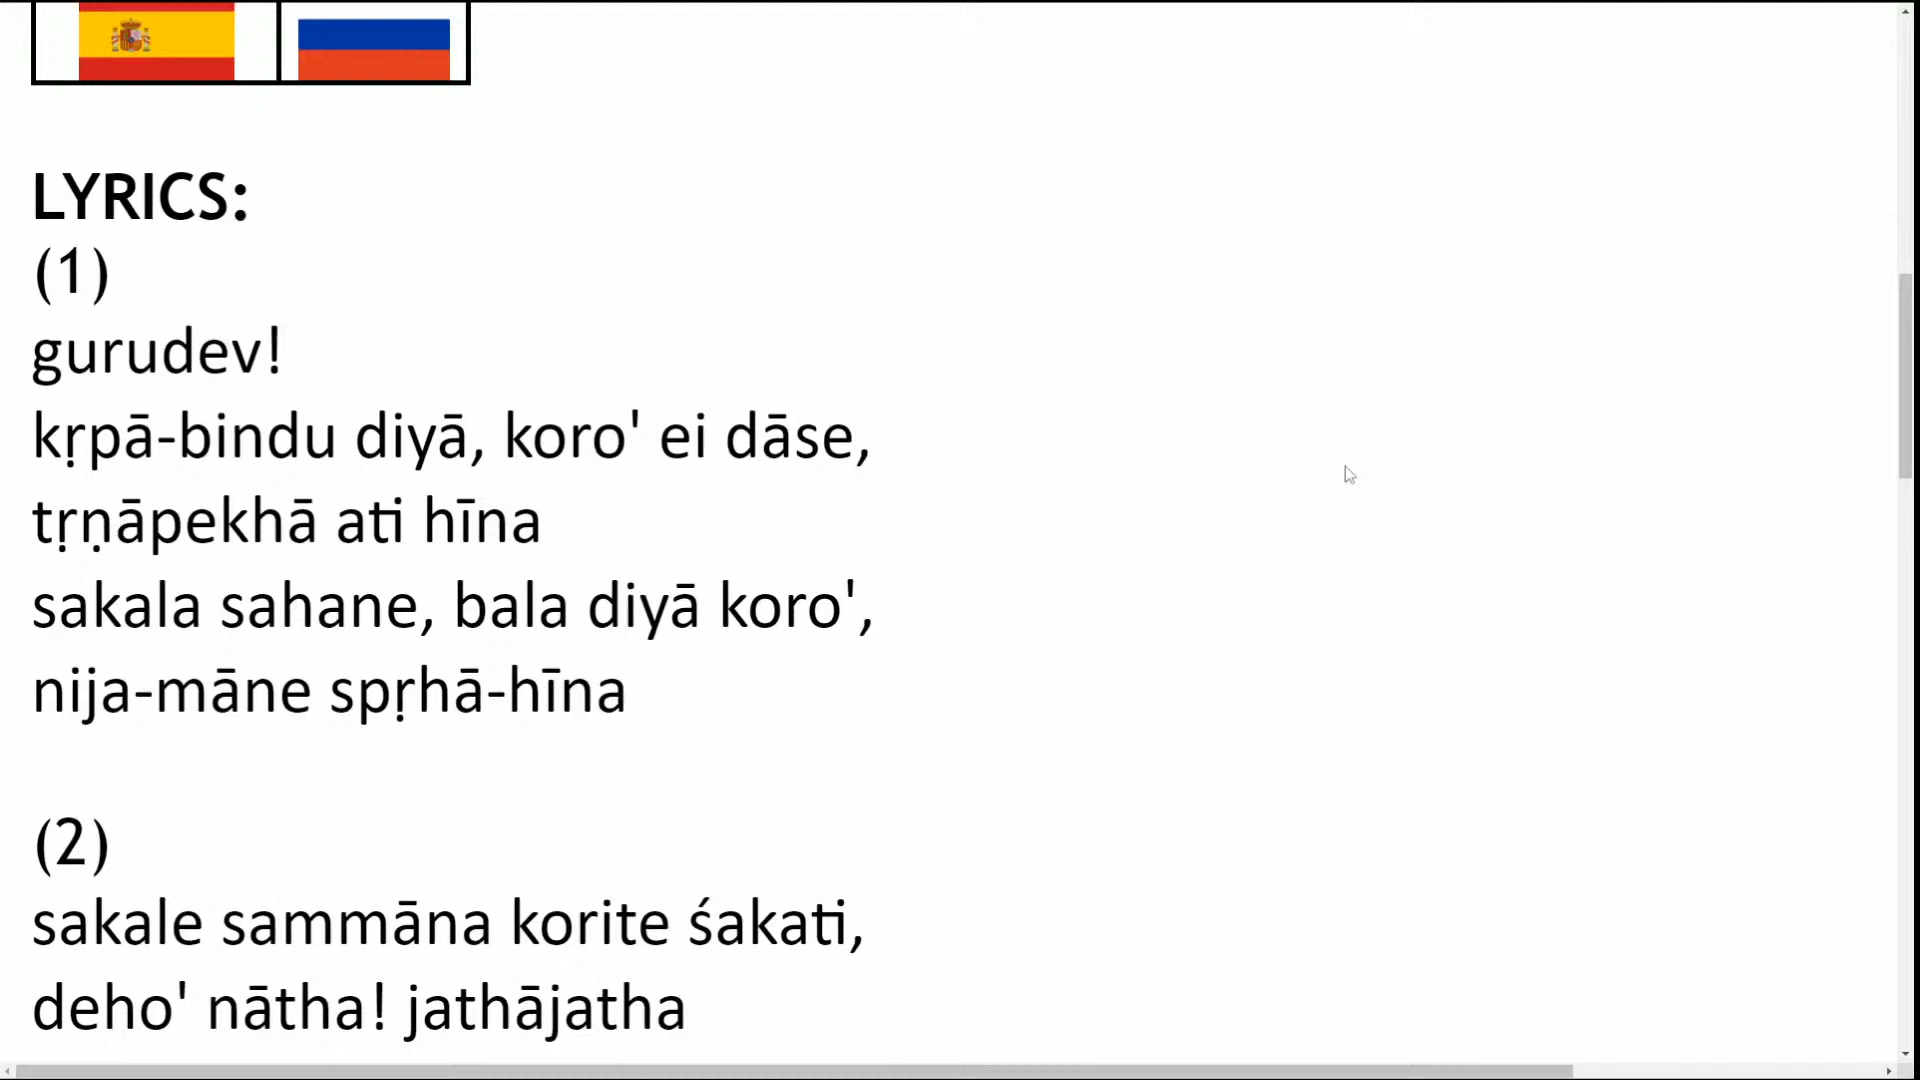 LYRICS:
(1)
gurudev!
kṛpā-bindu diyā, koro' ei dāse,
tṛṇāpekhā ati hīna
sakala sahane, bala diyā koro',
nija-māne spṛhā-hīna
(2)
sakale sammāna korite śakati,
deho' nātha! jathājatha